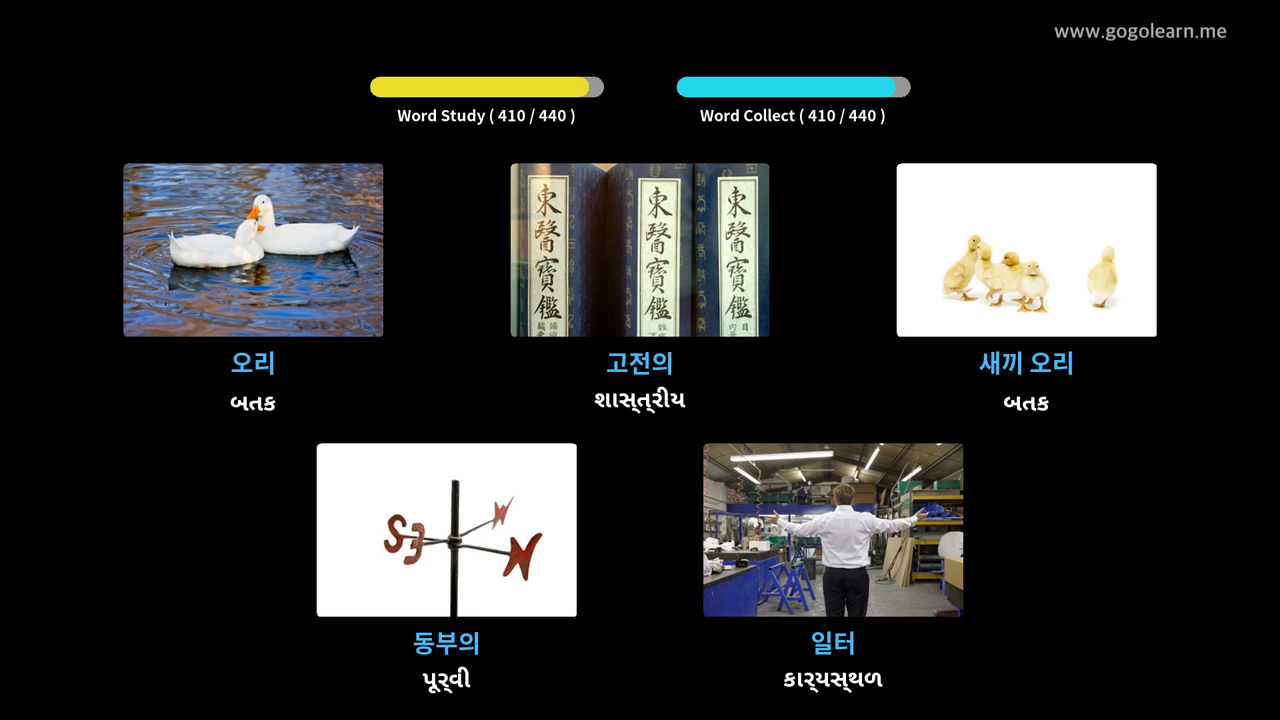 www.gogolearn.me
Word Study ( 410 / 440 )
Word Collect ( 410 / 440 )
東醫寶鑑
東醫寶鑑
東醫寶鑑
오리
고전의
새끼 오리
બતક
શાસ્ત્રીય
બતક
S
E
N
동부의
일터
પૂર્વી
કાર્યસ્થળ